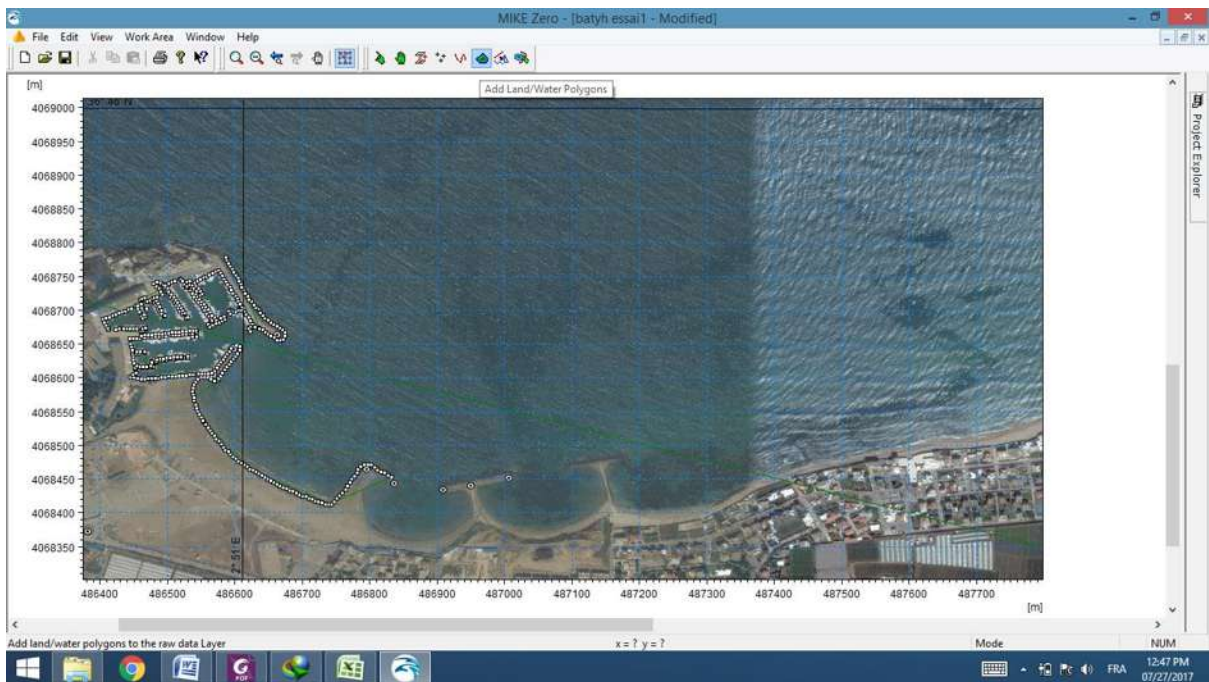 MIKE Zero - [batyh essai1 - Modified]
File Edit View Work Area Window Help
Add Land/Water Polygons
[m]
4069000
4068950
4068900
4068850
4068800
4068750
4068700
4068650
4068600
4068550
4068500
4068450
4068400
4068350
2°51' E
486400 486500 486600 486700 486800 486900 487000 487100 487200 487300 487400 487500 487600 487700
[m]
Project Explorer
Add land/water polygons to the raw data Layer x = ? y = ? Mode NUM
FRA 12:47 PM
07/27/2017